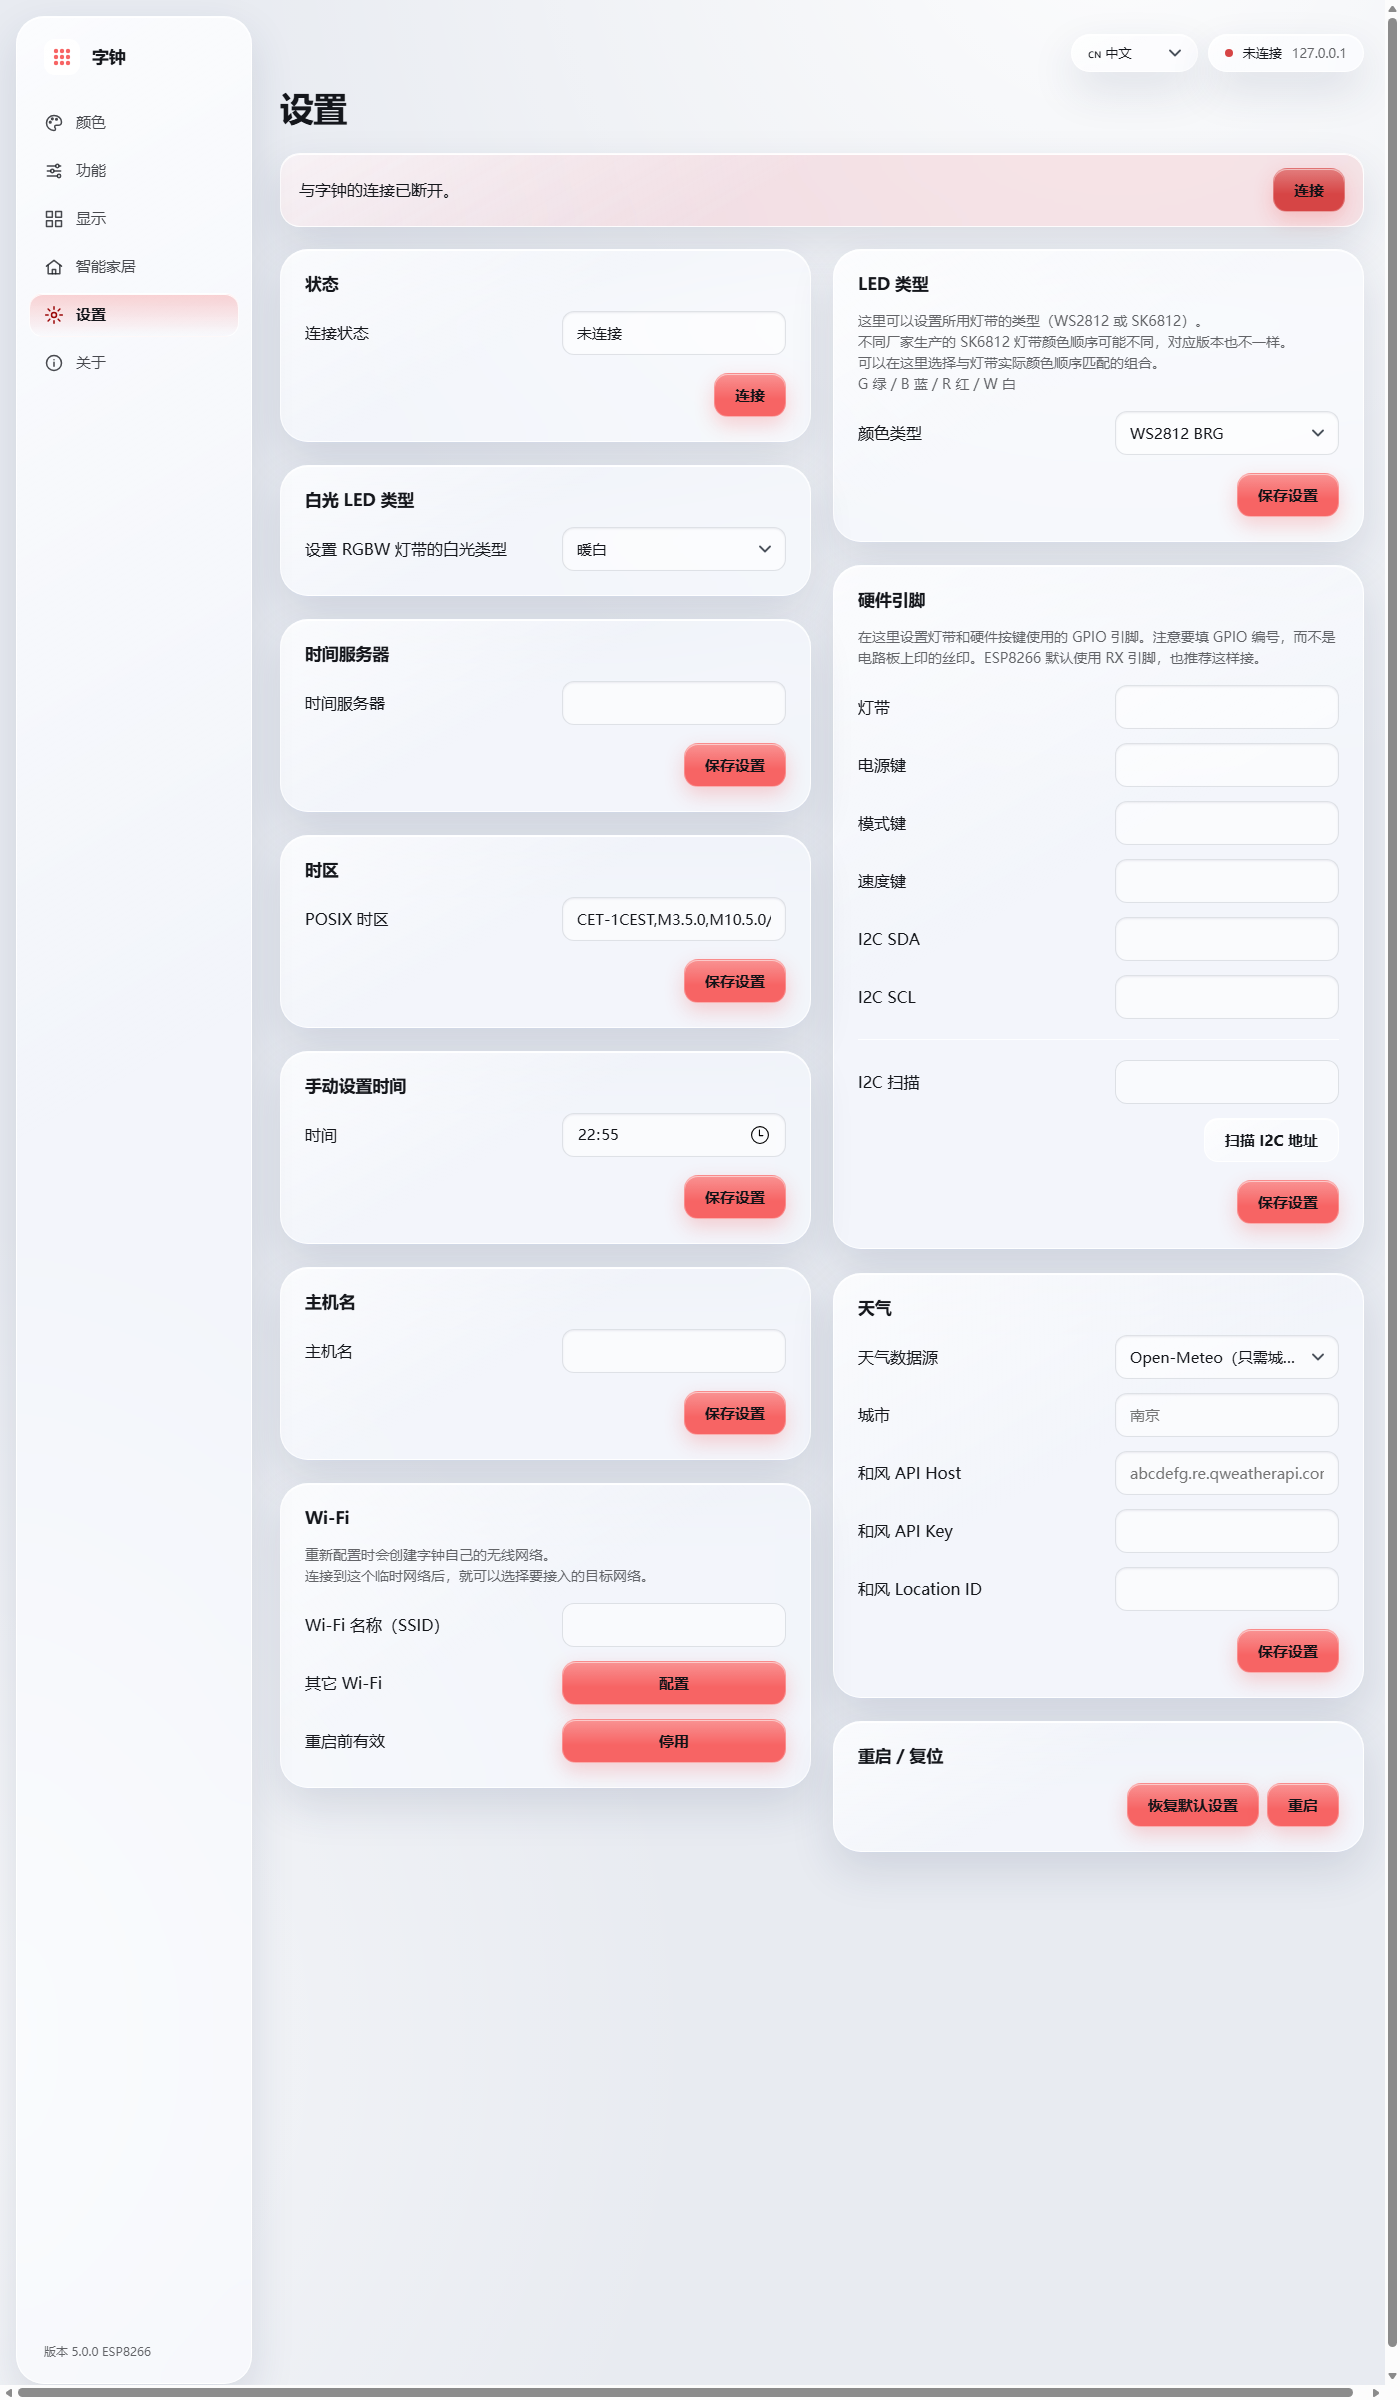 字钟
颜色
功能
显示
智能家居
设置
关于
版本 5.0.0 ESP8266
CN 中文
未连接 127.0.0.1
设置
与字钟的连接已断开。
连接
状态
连接状态
未连接
连接
白光 LED 类型
设置 RGBW 灯带的白光类型
暖白
时间服务器
时间服务器
保存设置
时区
POSIX 时区
CET-1CEST,M3.5.0,M10.5.0/
保存设置
手动设置时间
时间
22:55
保存设置
主机名
主机名
保存设置
Wi-Fi
重新配置时会创建字钟自己的无线网络。
连接到这个临时网络后，就可以选择要接入的目标网络。
Wi-Fi 名称（SSID）
其它 Wi-Fi
配置
重启前有效
停用
LED 类型
这里可以设置所用灯带的类型（WS2812 或 SK6812）。
不同厂家生产的 SK6812 灯带颜色顺序可能不同，对应版本也不一样。
可以在这里选择与灯带实际颜色顺序匹配的组合。
G 绿 / B 蓝 / R 红 / W 白
颜色类型
WS2812 BRG
保存设置
硬件引脚
在这里设置灯带和硬件按键使用的 GPIO 引脚。注意要填 GPIO 编号，而不是
电路板上印的丝印。ESP8266 默认使用 RX 引脚，也推荐这样接。
灯带
电源键
模式键
速度键
I2C SDA
I2C SCL
I2C 扫描
扫描 I2C 地址
保存设置
天气
天气数据源
Open-Meteo（只需城...
城市
南京
和风 API Host
abcdefg.re.qweatherapi.cor
和风 API Key
和风 Location ID
保存设置
重启 / 复位
恢复默认设置
重启